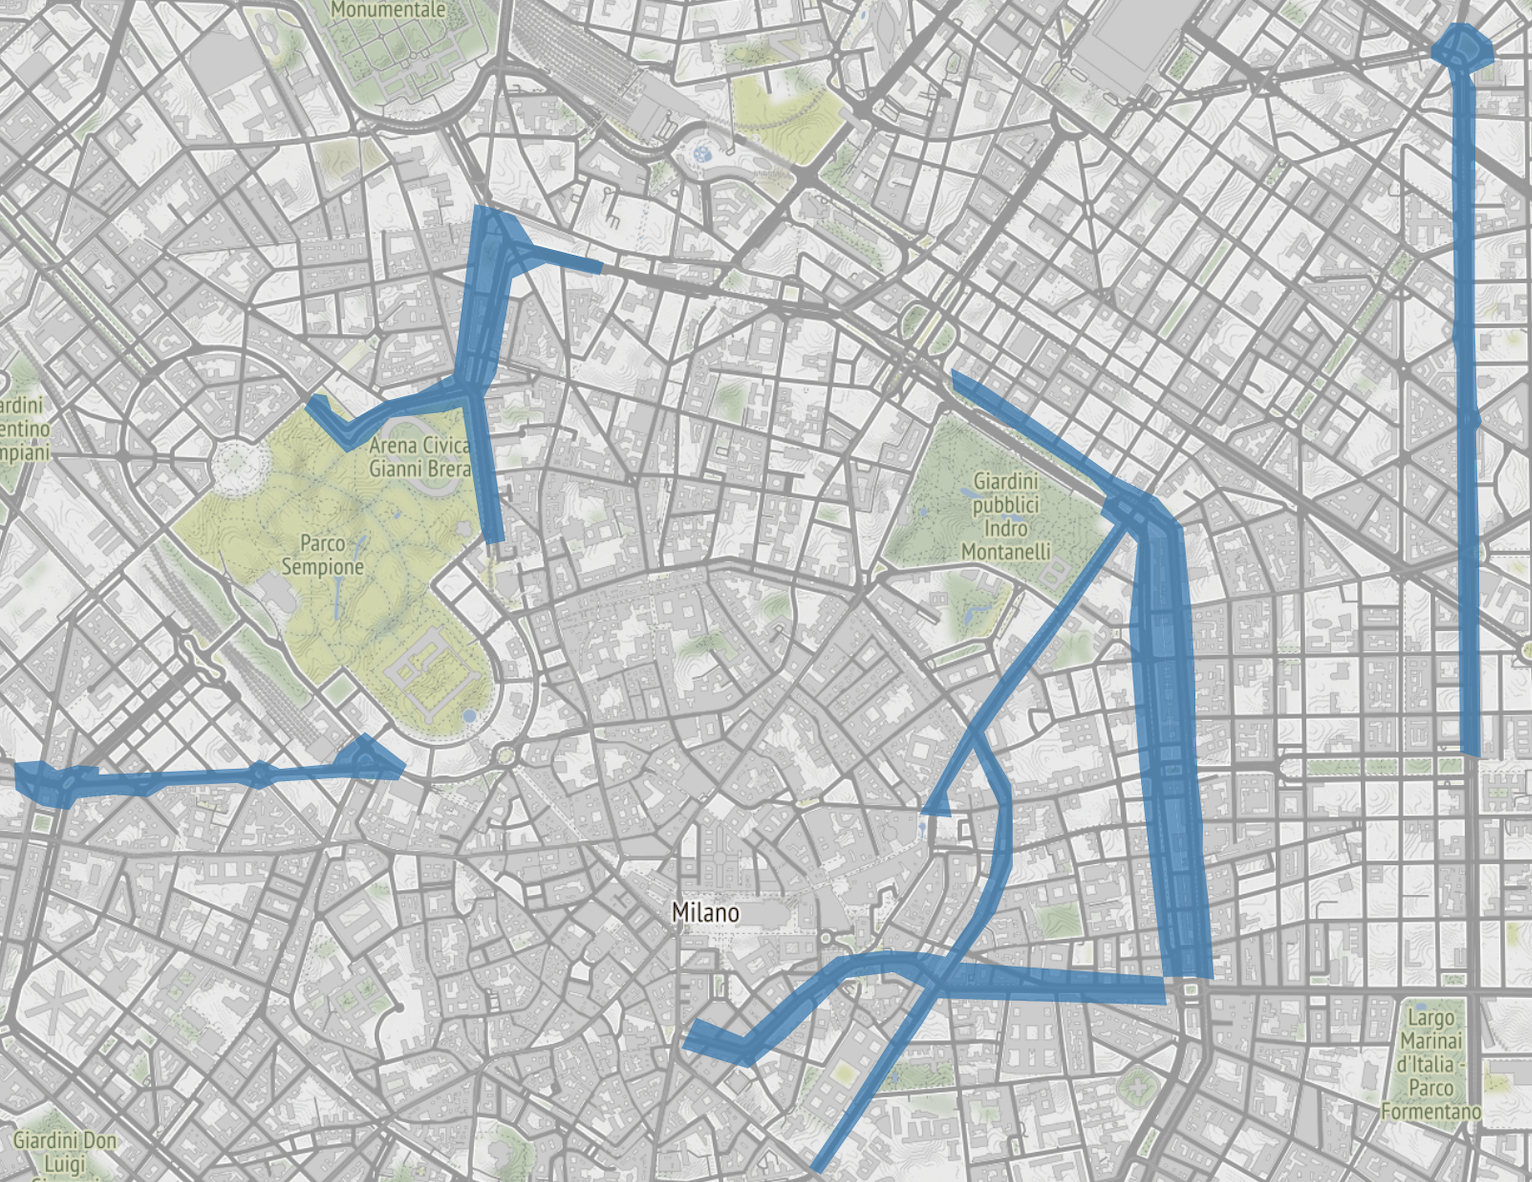 Monumentale
ardini
entino
mpiani
Arena Civica
Gianni Brera
Giardini
pubblici
Indro
Montanelli
Parco
Sempione
Milano
Largo
Marinai
d'Italia -
Parco
Formentano
Giardini Don
Luigi